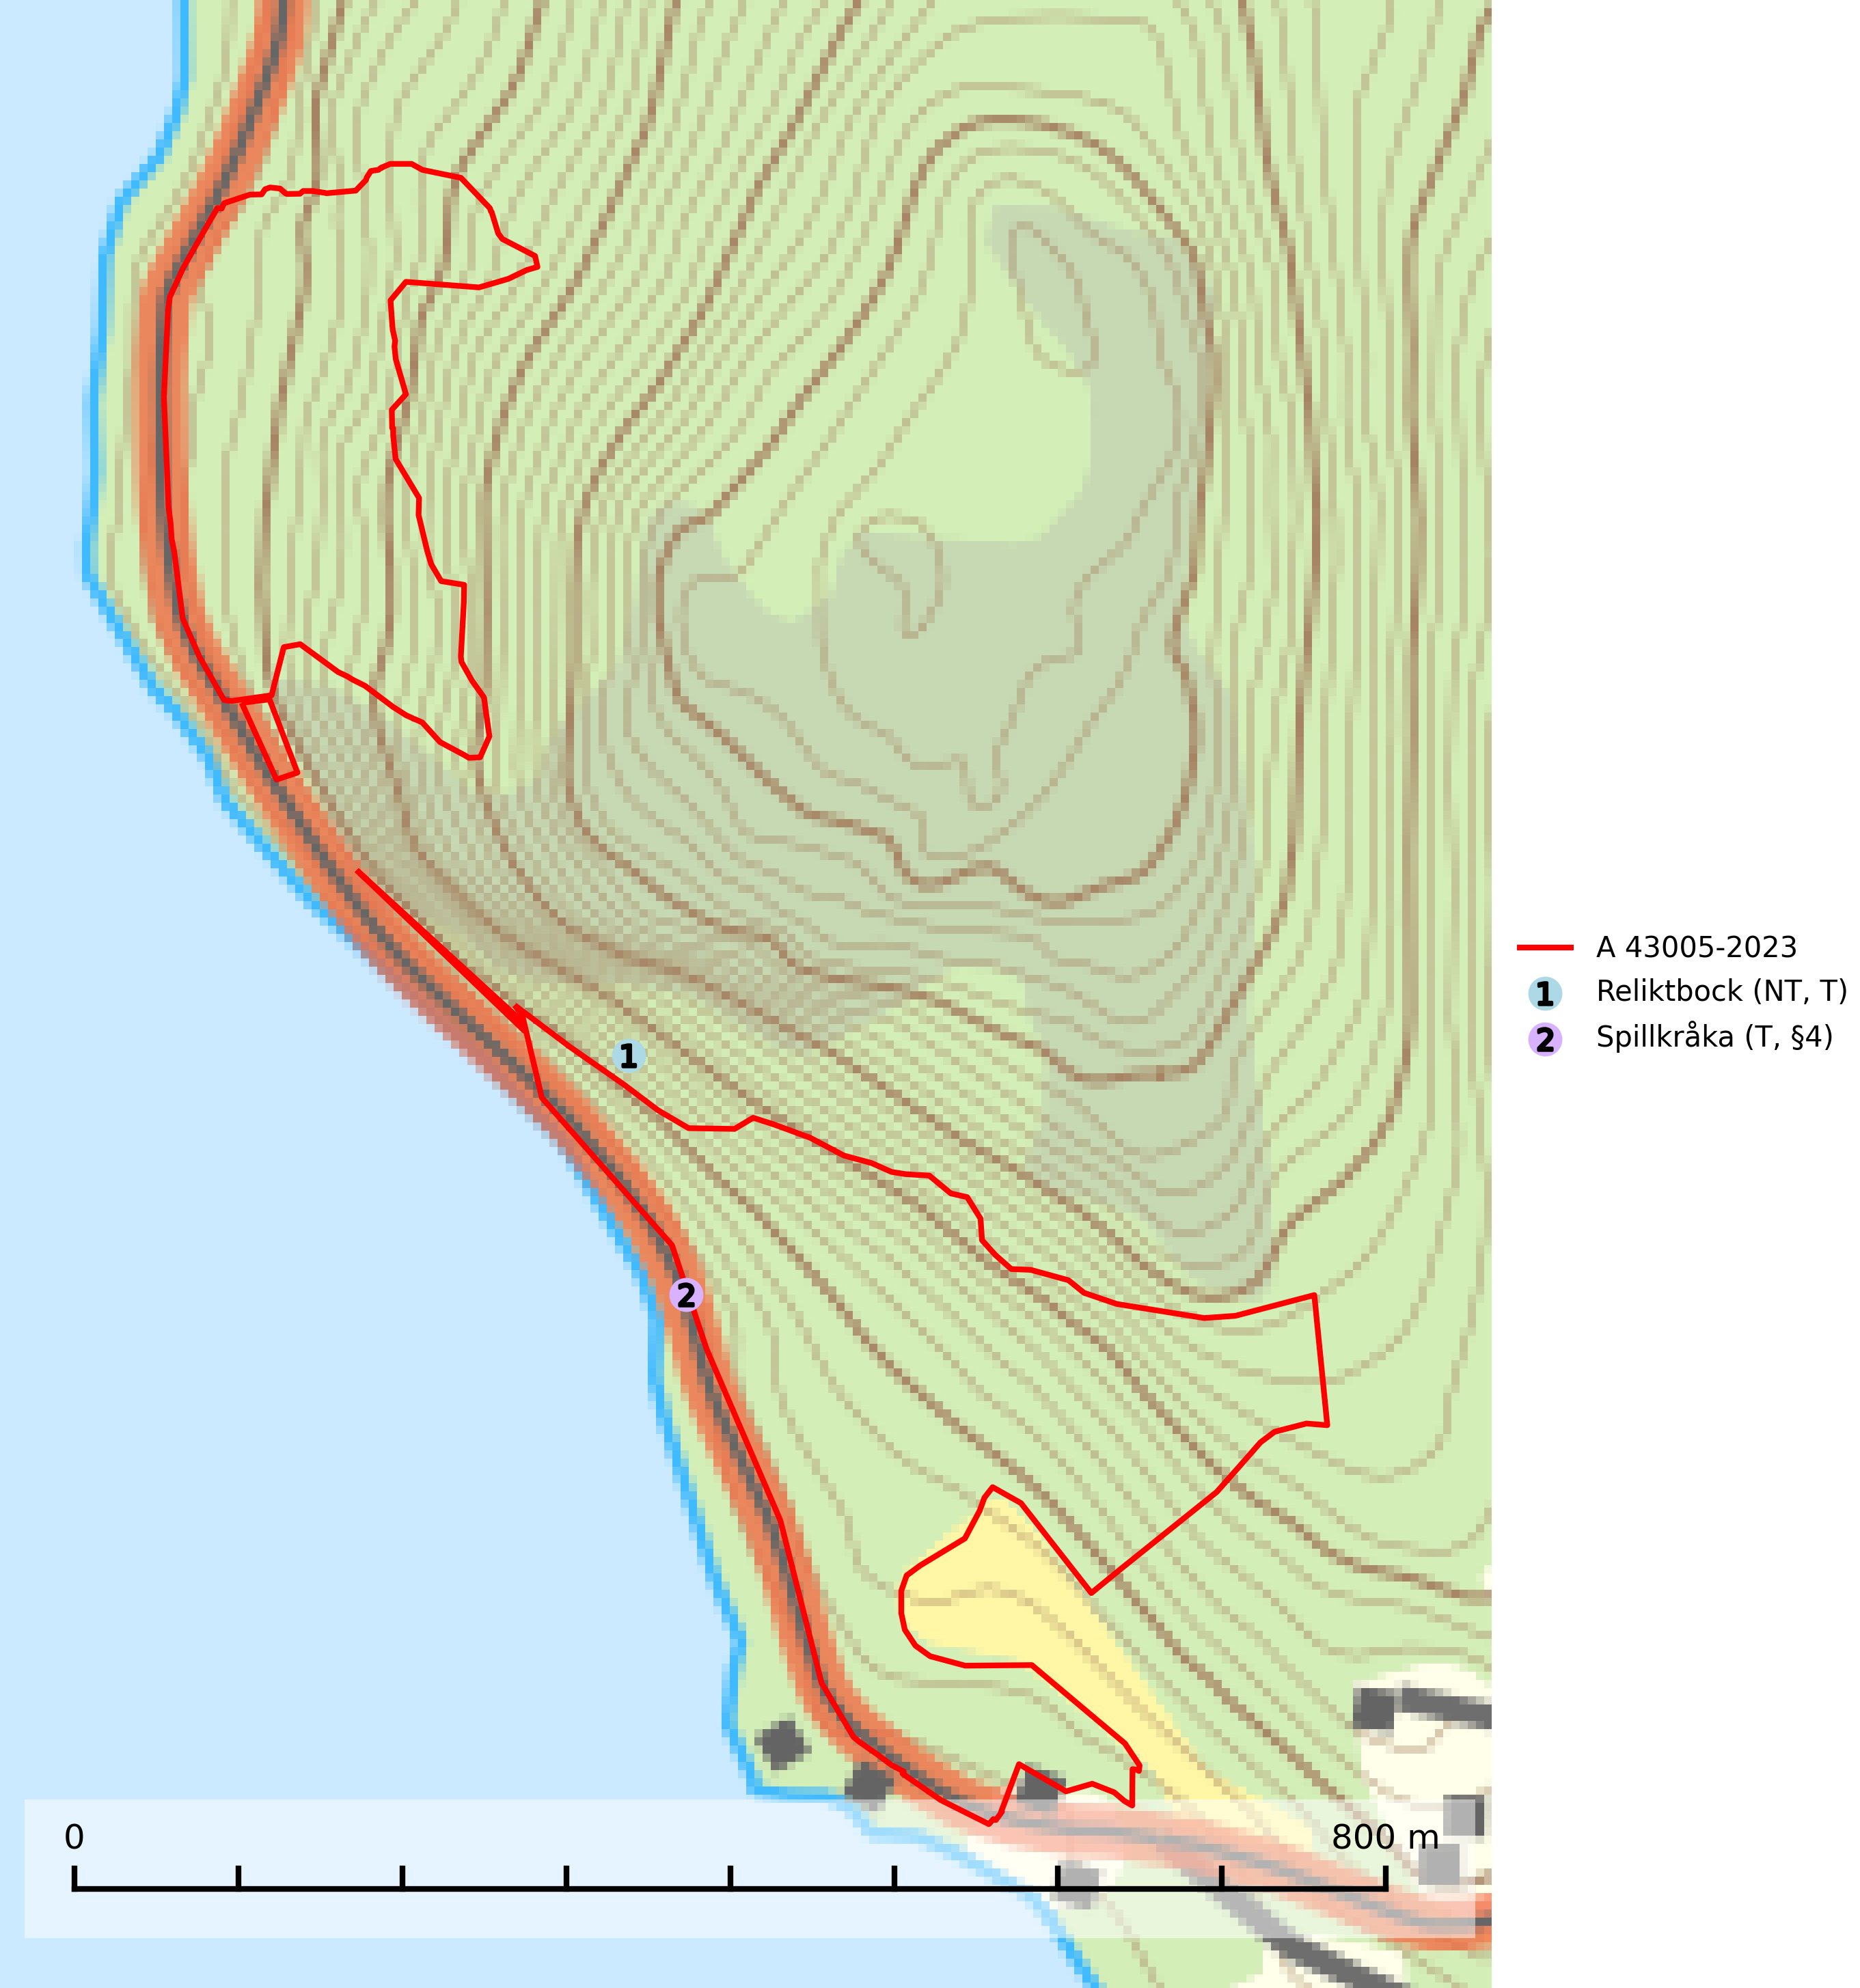 A 43005-2023
1 Reliktbock (NT, T)
2 Spillkråka (T, §4)
1
2
0 800 m